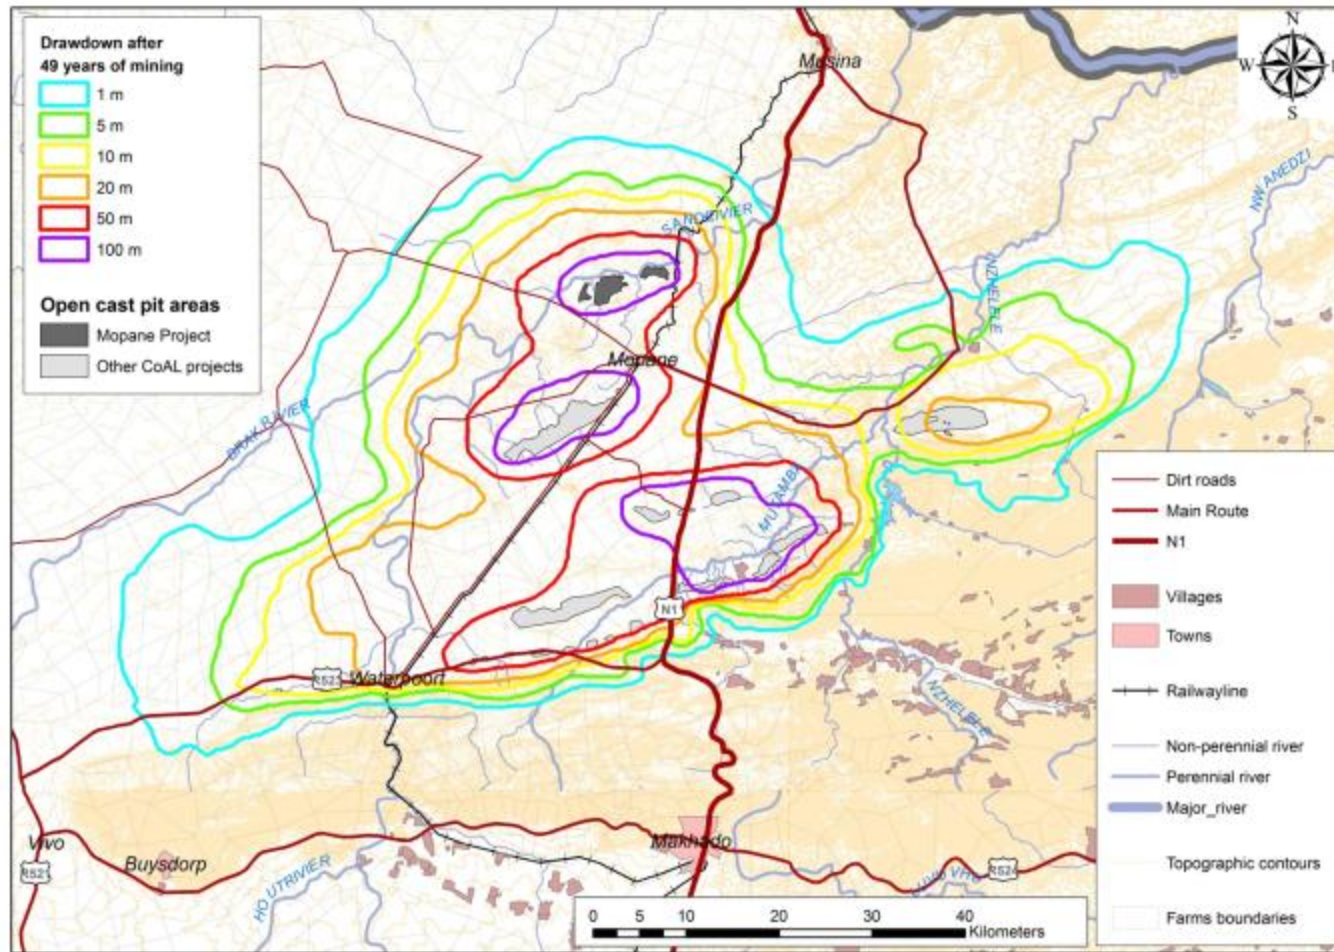 Drawdown after
49 years of mining
1 m
5 m
10 m
20 m
50 m
100 m
Open cast pit areas
Mopane Project
Other CoAL projects
Musina
N
W
S
NWANEDZI
SANDRIVIER
NZHELELE
Mopane
BRAK RIVIER
MUTAMBA
N1
R523
Waterpoort
NZHELELE
Vivo
R521
Buysdorp
HOUTRIVIER
Makhado
R524
Dirt roads
Main Route
N1
Villages
Towns
Railwayline
Non-perennial river
Perennial river
Major_river
Topographic contours
Farms boundaries
0 5 10 20 30 40
Kilometers